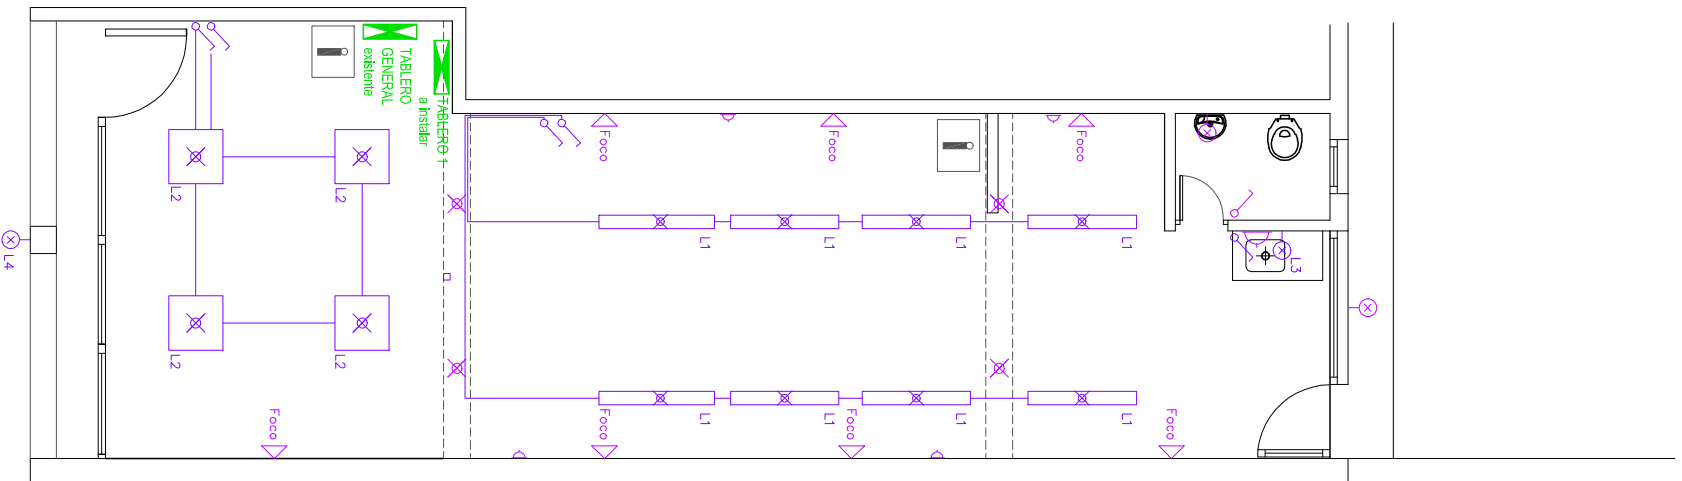 TABLERO
GENERAL
existente
TABLERO 1
a instalar
Foco
Foco
Foco
L2
L2
L1
L1
L1
L1
L3
L4
L2
L2
L1
L1
L1
L1
Foco
Foco
Foco
Foco